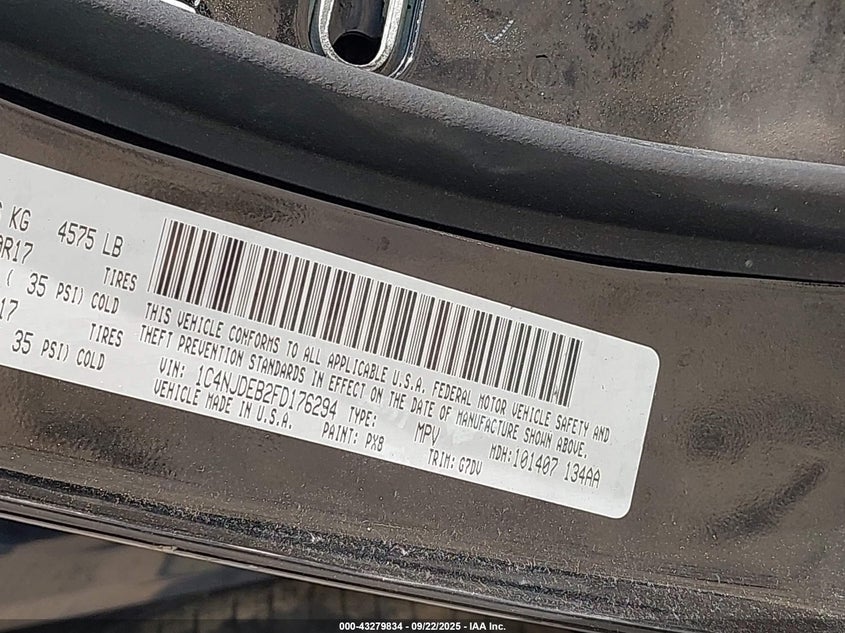 KG 4575 LB
R17 TIRES
( 35 PSI) COLD
17 TIRES
35 PSI) COLD
THIS VEHICLE CONFORMS TO ALL APPLICABLE U.S.A. FEDERAL MOTOR VEHICLE SAFETY AND
THEFT PREVENTION STANDARDS IN EFFECT ON THE DATE OF MANUFACTURE SHOWN ABOVE.
VIN: 1C4NJDEB2FD176294 TYPE: MPV MDH:101407 134AA
VEHICLE MADE IN U.S.A. PAINT: PX8 TRIM: G7DV
000-43279834 - 09/22/2025 - IAA Inc.